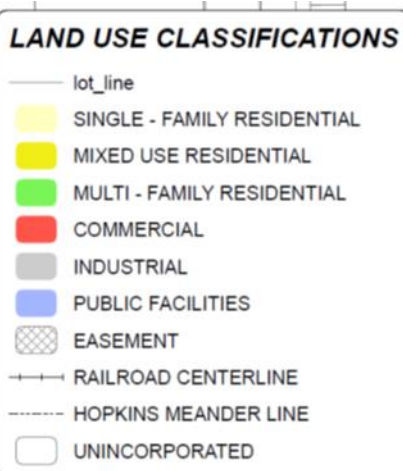 LAND USE CLASSIFICATIONS
lot_line
SINGLE - FAMILY RESIDENTIAL
MIXED USE RESIDENTIAL
MULTI - FAMILY RESIDENTIAL
COMMERCIAL
INDUSTRIAL
PUBLIC FACILITIES
EASEMENT
RAILROAD CENTERLINE
HOPKINS MEANDER LINE
UNINCORPORATED